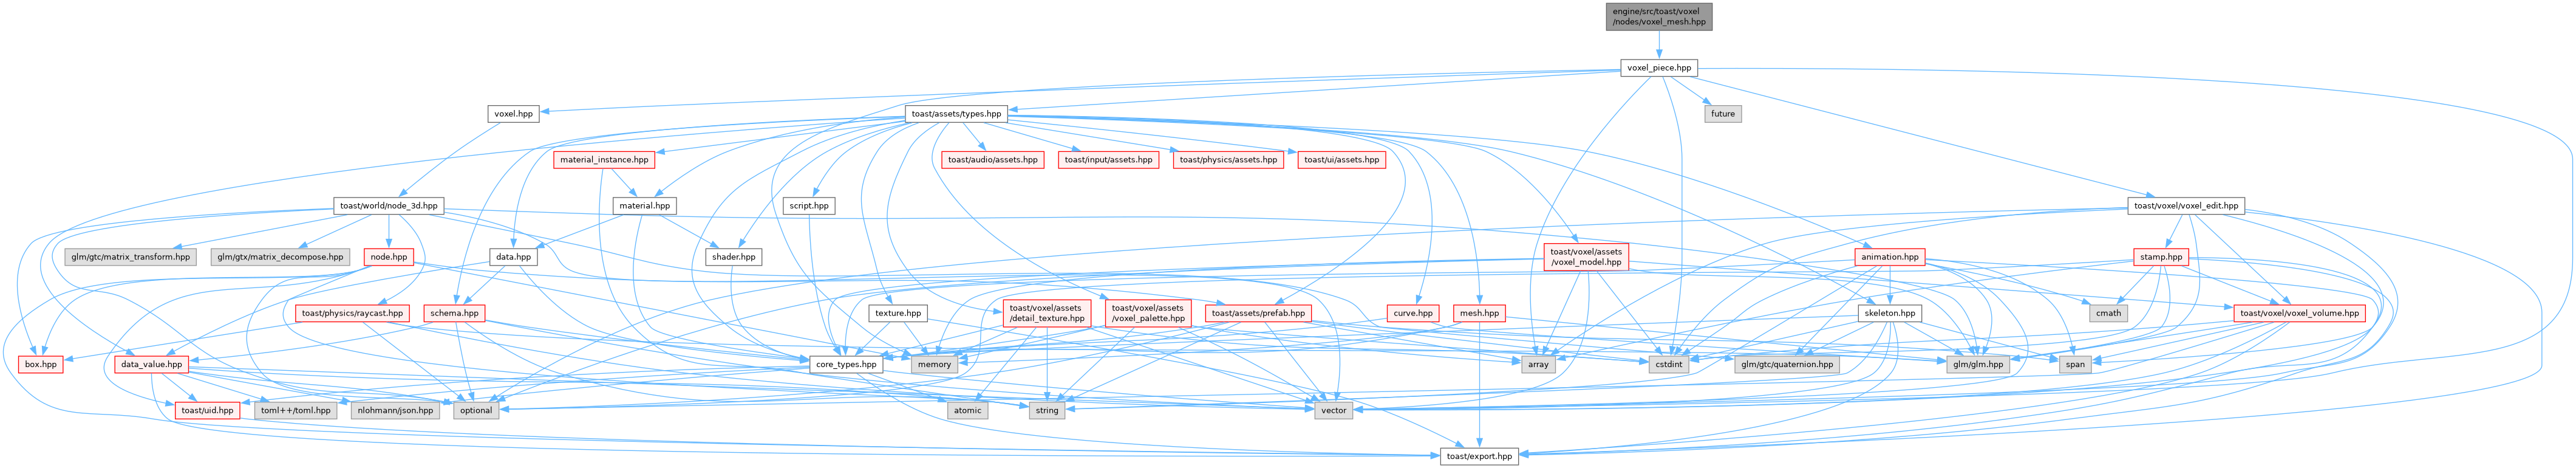 engine/src/toast/voxel
/nodes/voxel_mesh.hpp
voxel_piece.hpp
voxel.hpp
toast/assets/types.hpp
future
material_instance.hpp
toast/audio/assets.hpp
toast/input/assets.hpp
toast/physics/assets.hpp
toast/ui/assets.hpp
toast/world/node_3d.hpp
material.hpp
script.hpp
toast/voxel/voxel_edit.hpp
glm/gtc/matrix_transform.hpp
glm/gtx/matrix_decompose.hpp
node.hpp
data.hpp
shader.hpp
toast/voxel/assets
/voxel_model.hpp
animation.hpp
stamp.hpp
toast/physics/raycast.hpp
schema.hpp
texture.hpp
toast/voxel/assets
/detail_texture.hpp
toast/voxel/assets
/voxel_palette.hpp
toast/assets/prefab.hpp
curve.hpp
mesh.hpp
skeleton.hpp
cmath
toast/voxel/voxel_volume.hpp
box.hpp
data_value.hpp
core_types.hpp
memory
array
cstdint
glm/gtc/quaternion.hpp
glm/glm.hpp
span
toast/uid.hpp
toml++/toml.hpp
nlohmann/json.hpp
optional
atomic
string
vector
toast/export.hpp